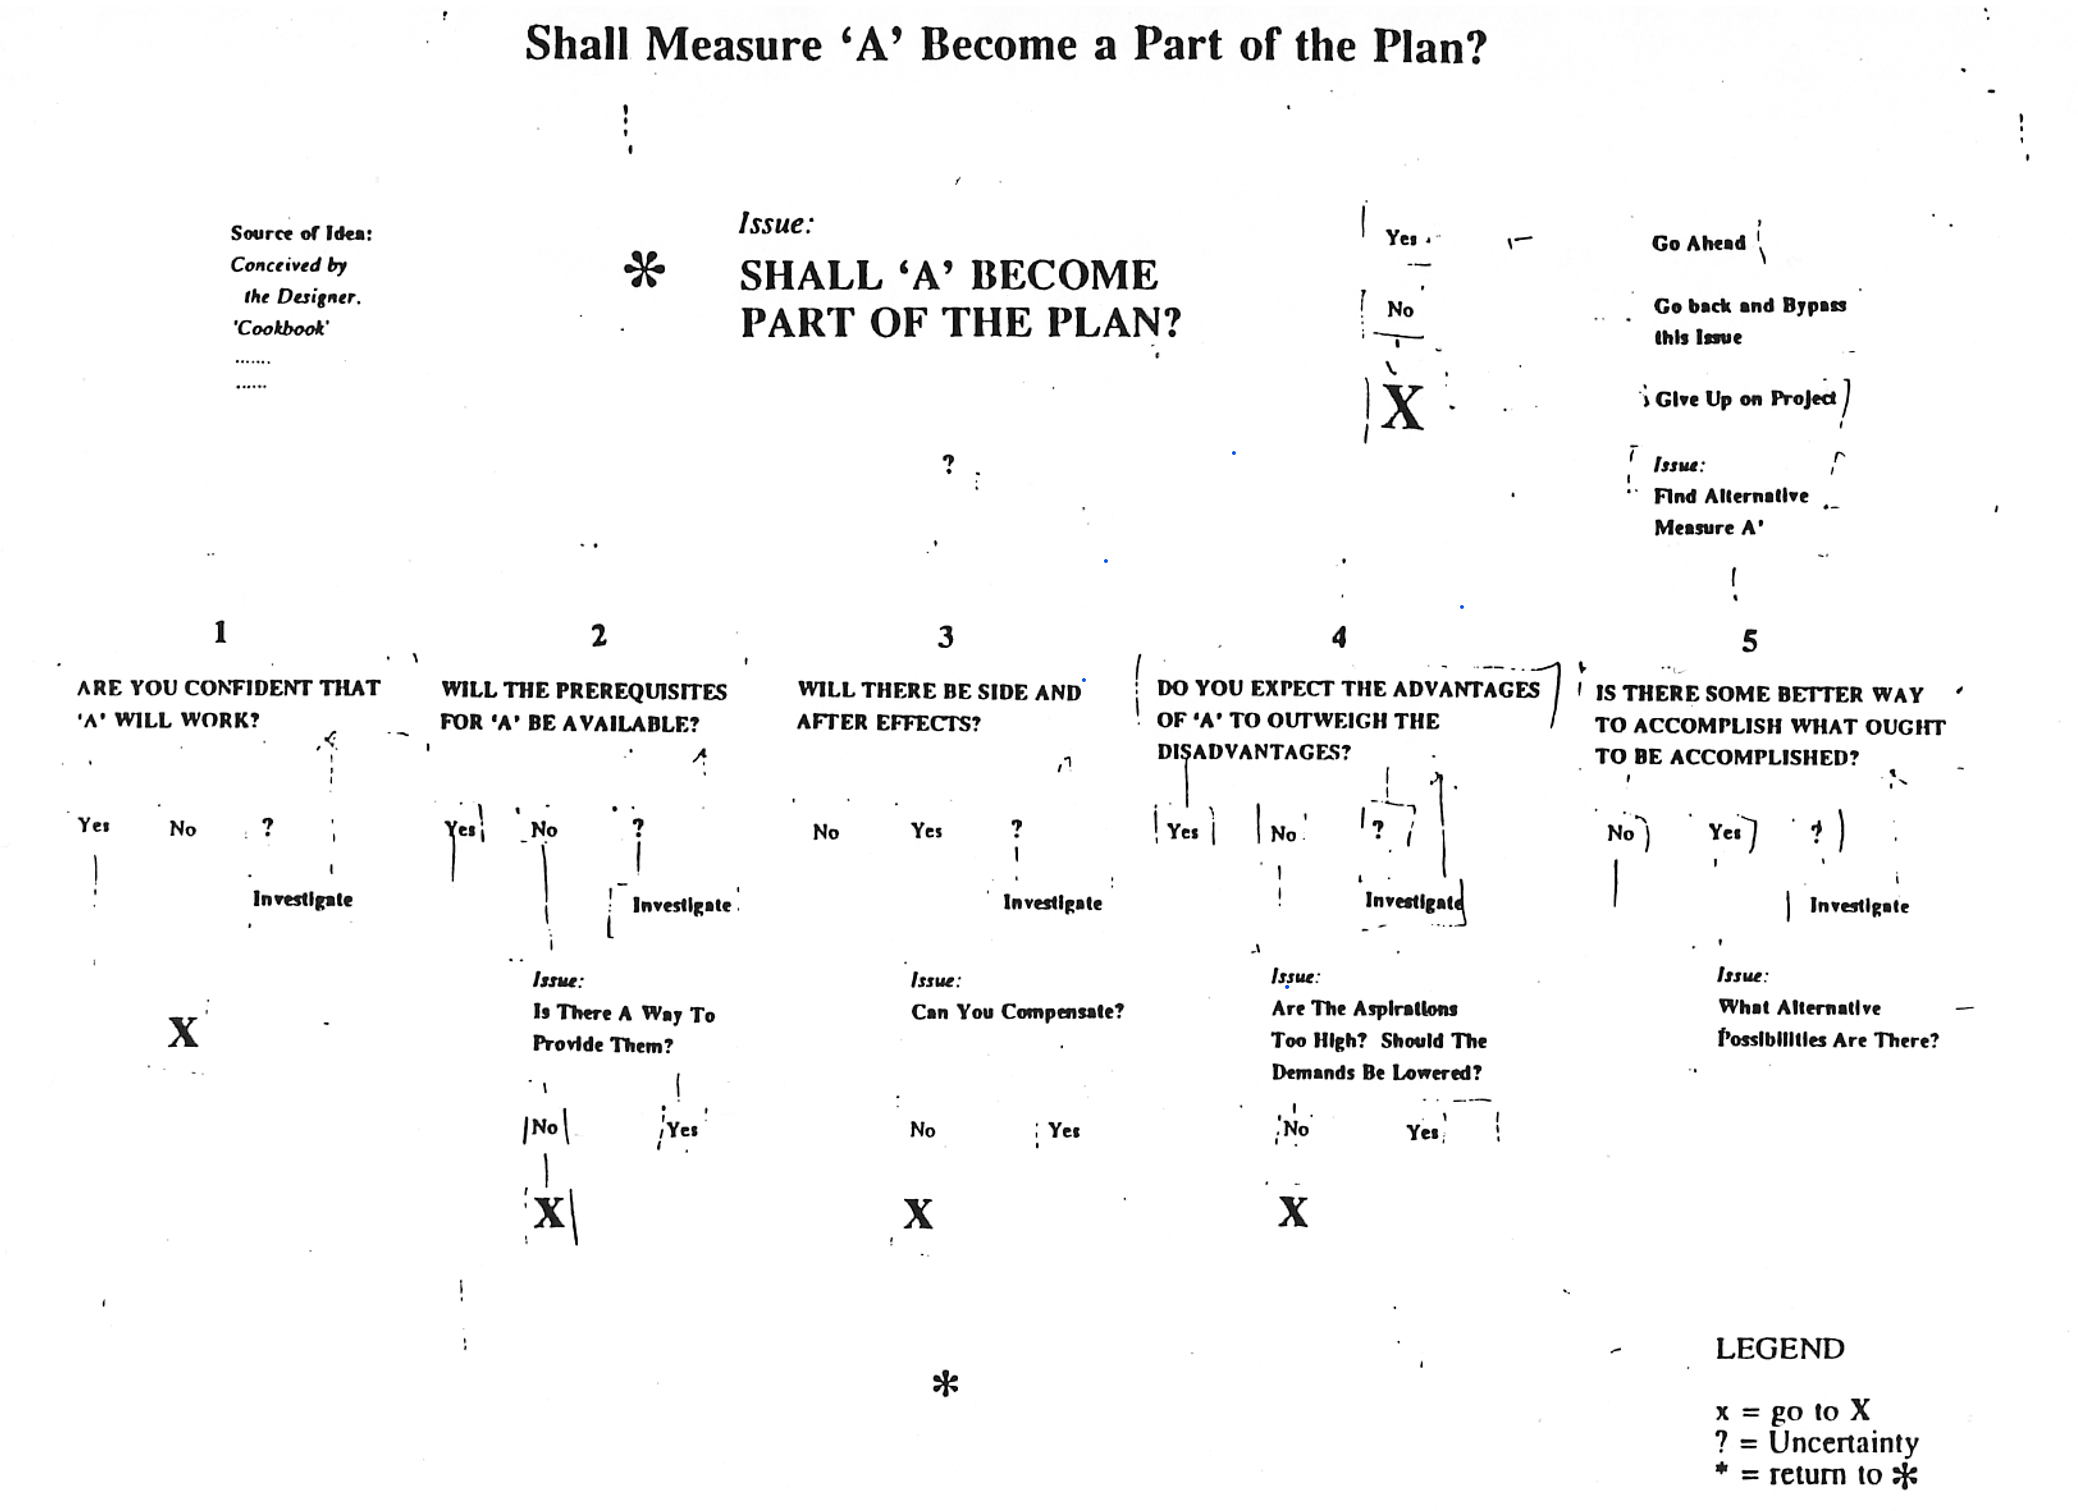 Shall Measure ‘A’ Become a Part of the Plan?
Source of Idea:
Conceived by
the Designer.
'Cookbook'
.......
......
*
Issue:
SHALL ‘A’ BECOME
PART OF THE PLAN?
?
Yes
No
X
Go Ahead
Go back and Bypass
this Issue
Give Up on Project
Issue:
Find Alternative
Measure A'
1
ARE YOU CONFIDENT THAT
‘A’ WILL WORK?
Yes No ?
Investigate
X
2
WILL THE PREREQUISITES
FOR ‘A’ BE AVAILABLE?
Yes No ?
Investigate
Issue:
Is There A Way To
Provide Them?
No Yes
X
3
WILL THERE BE SIDE AND
AFTER EFFECTS?
No Yes ?
Investigate
Issue:
Can You Compensate?
No Yes
X
4
DO YOU EXPECT THE ADVANTAGES
OF ‘A’ TO OUTWEIGH THE
DISADVANTAGES?
Yes No ?
Investigate
Issue:
Are The Aspirations
Too High? Should The
Demands Be Lowered?
No Yes
X
5
IS THERE SOME BETTER WAY
TO ACCOMPLISH WHAT OUGHT
TO BE ACCOMPLISHED?
No Yes ?
Investigate
Issue:
What Alternative
Possibilities Are There?
*
LEGEND
x = go to X
? = Uncertainty
* = return to *